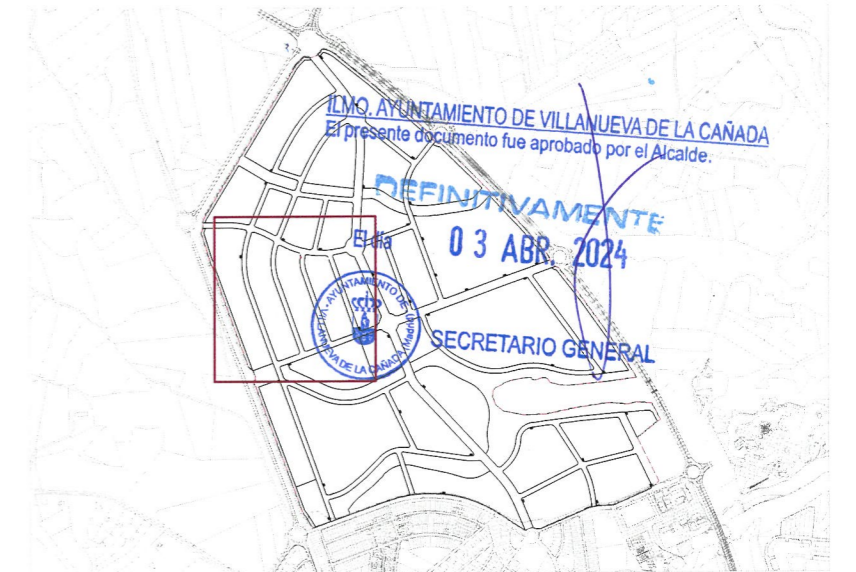 ILMO. AYUNTAMIENTO DE VILLANUEVA DE LA CAÑADA
El presente documento fue aprobado por el Alcalde.
DEFINITIVAMENTE
El día
03 ABR. 2024
AYUNTAMIENTO DE VILLANUEVA DE LA CAÑADA (Madrid)
SECRETARIO GENERAL